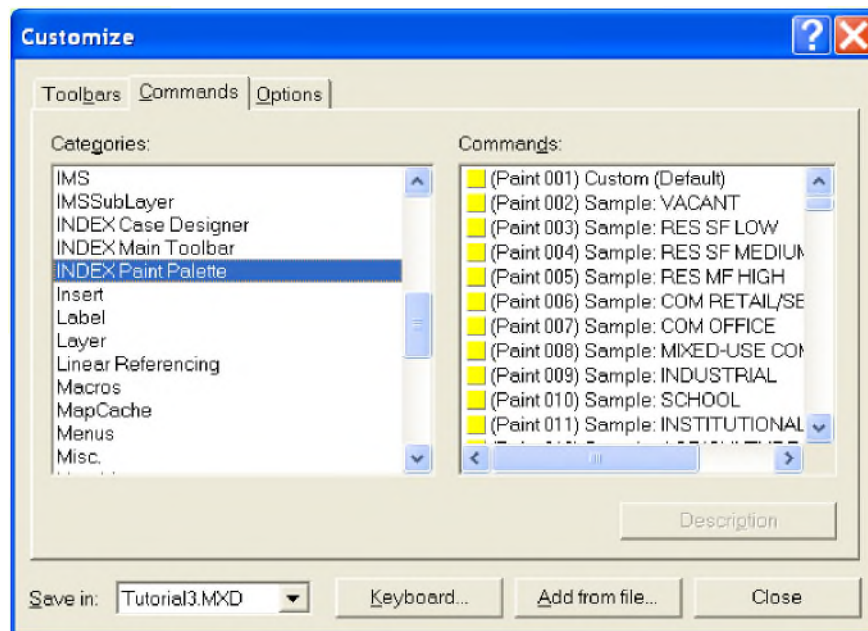 Customize
Toolbars Commands Options
Categories:
IMS
IMSSubLayer
INDEX Case Designer
INDEX Main Toolbar
INDEX Paint Palette
Insert
Label
Layer
Linear Referencing
Macros
MapCache
Menus
Misc.
Commands:
(Paint 001) Custom (Default)
(Paint 002) Sample: VACANT
(Paint 003) Sample: RES SF LOW
(Paint 004) Sample: RES SF MEDIUM
(Paint 005) Sample: RES MF HIGH
(Paint 006) Sample: COM RETAIL/SE
(Paint 007) Sample: COM OFFICE
(Paint 008) Sample: MIXED-USE COM
(Paint 009) Sample: INDUSTRIAL
(Paint 010) Sample: SCHOOL
(Paint 011) Sample: INSTITUTIONAL
Description
Save in: Tutorial3.MXD Keyboard... Add from file... Close